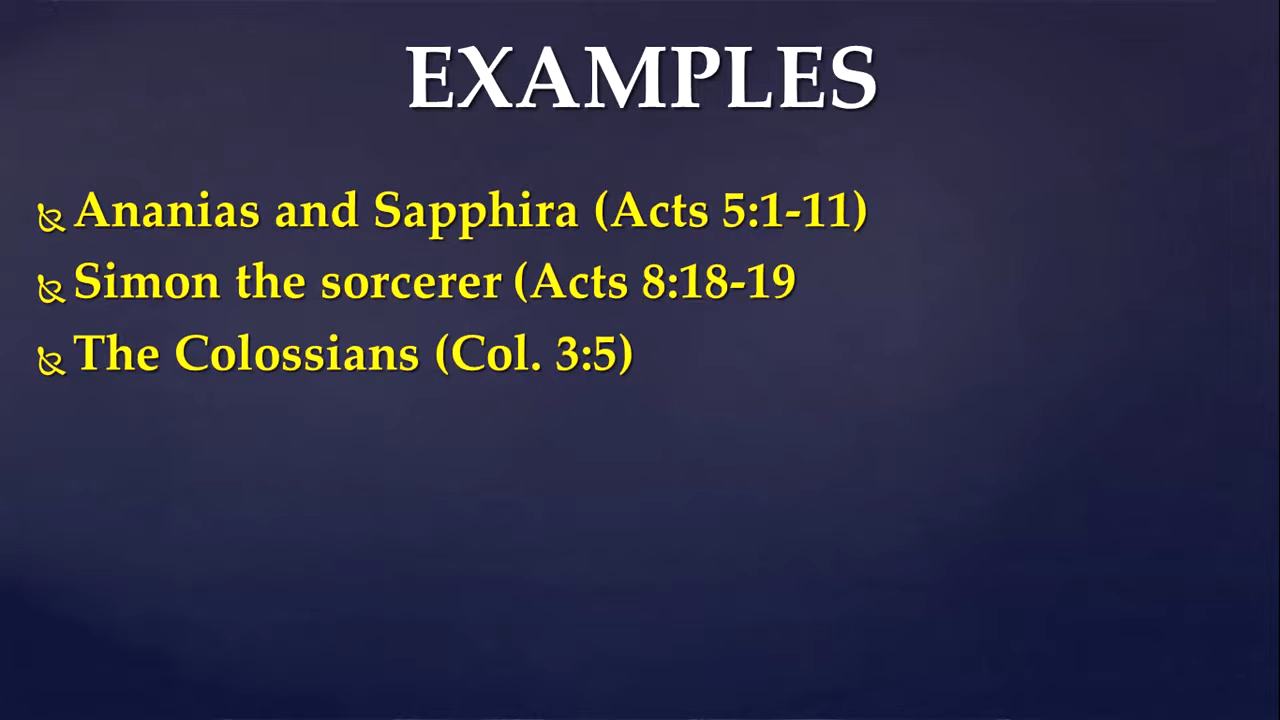 EXAMPLES
Ananias and Sapphira (Acts 5:1-11)
Simon the sorcerer (Acts 8:18-19
The Colossians (Col. 3:5)